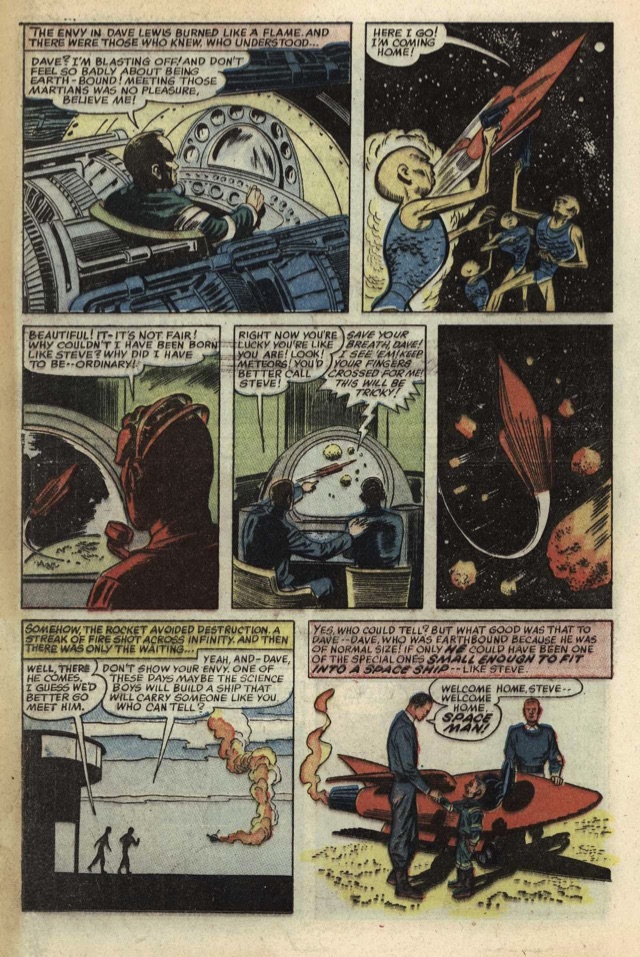 THE ENVY IN DAVE LEWIS BURNED LIKE A FLAME. AND
THERE WERE THOSE WHO KNEW, WHO UNDERSTOOD...
DAVE? I'M BLASTING OFF! AND DON'T
FEEL SO BADLY ABOUT BEING
EARTH-BOUND! MEETING THOSE
MARTIANS WAS NO PLEASURE,
BELIEVE ME!
HERE I GO!
I'M COMING
HOME!
BEAUTIFUL! IT-IT'S NOT FAIR!
WHY COULDN'T I HAVE BEEN BORN
LIKE STEVE? WHY DID I HAVE
TO BE--ORDINARY!
RIGHT NOW YOU'RE
LUCKY YOU'RE LIKE
YOU ARE! LOOK!
METEORS! YOU'D
BETTER CALL
STEVE!
SAVE YOUR
BREATH, DAVE!
I SEE 'EM! KEEP
YOUR FINGERS
CROSSED FOR ME!
THIS WILL BE
TRICKY!
SOMEHOW, THE ROCKET AVOIDED DESTRUCTION. A
STREAK OF FIRE SHOT ACROSS INFINITY. AND THEN
THERE WAS ONLY THE WAITING...
WELL, THERE
HE COMES.
I GUESS WE'D
BETTER GO
MEET HIM.
YEAH, AND--DAVE,
DON'T SHOW YOUR ENVY. ONE OF
THESE DAYS MAYBE THE SCIENCE
BOYS WILL BUILD A SHIP THAT
WILL CARRY SOMEONE LIKE YOU.
WHO CAN TELL?
YES, WHO COULD TELL? BUT WHAT GOOD WAS THAT TO
DAVE--DAVE, WHO WAS EARTHBOUND BECAUSE HE WAS
OF NORMAL SIZE! IF ONLY HE COULD HAVE BEEN ONE
OF THE SPECIAL ONES SMALL ENOUGH TO FIT
INTO A SPACE SHIP--LIKE STEVE.
WELCOME HOME, STEVE--
WELCOME
HOME,
SPACE
MAN!